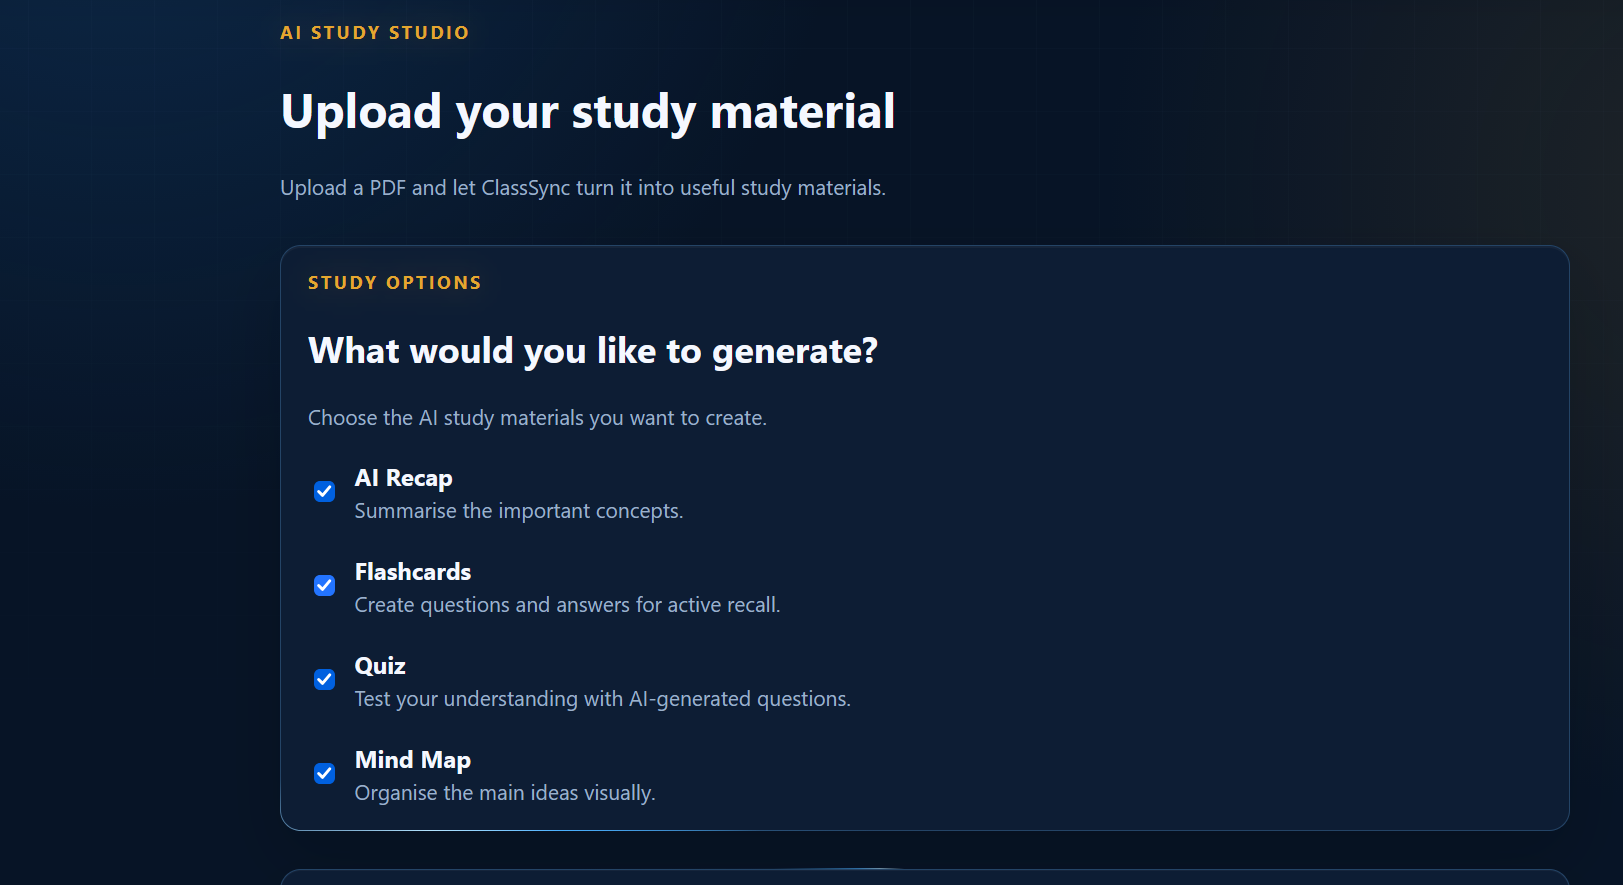 AI STUDY STUDIO
Upload your study material
Upload a PDF and let ClassSync turn it into useful study materials.
STUDY OPTIONS
What would you like to generate?
Choose the AI study materials you want to create.
AI Recap
Summarise the important concepts.
Flashcards
Create questions and answers for active recall.
Quiz
Test your understanding with AI-generated questions.
Mind Map
Organise the main ideas visually.